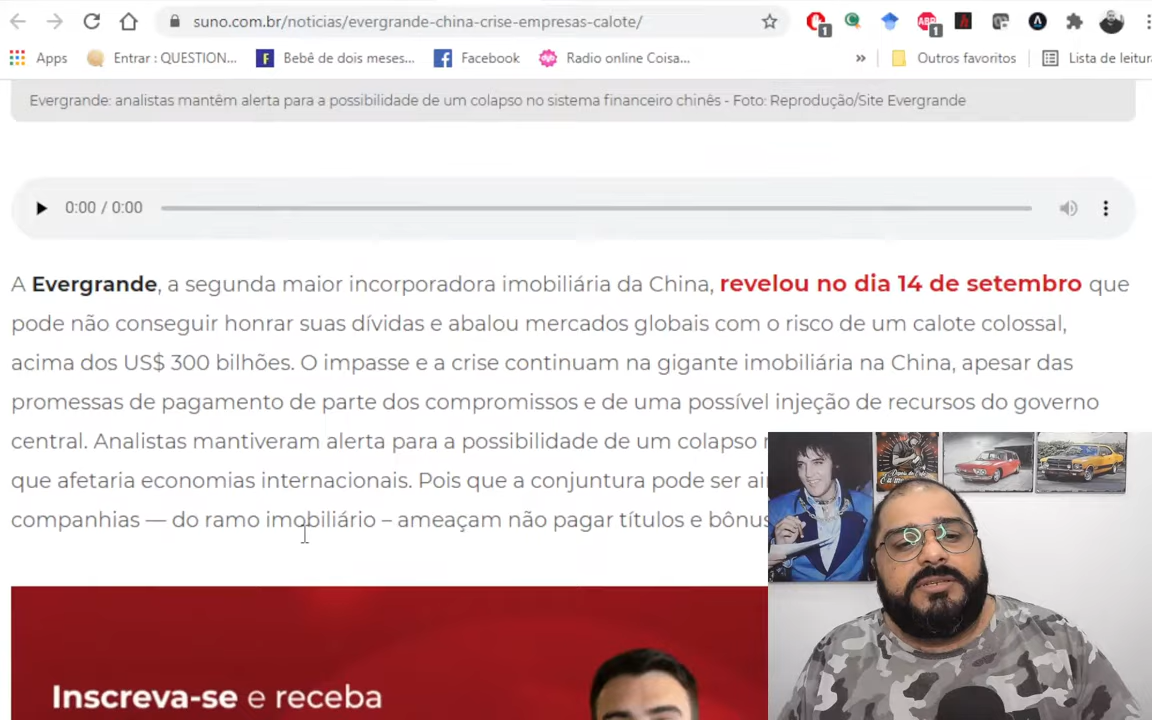 suno.com.br/noticias/evergrande-china-crise-empresas-calote/
1 1
Apps Entrar : QUESTION... Bebê de dois meses... Facebook Radio online Coisa... » Outros favoritos Lista de leitura
Evergrande: analistas mantêm alerta para a possibilidade de um colapso no sistema financeiro chinês - Foto: Reprodução/Site Evergrande
0:00 / 0:00
A Evergrande, a segunda maior incorporadora imobiliária da China, revelou no dia 14 de setembro que
pode não conseguir honrar suas dívidas e abalou mercados globais com o risco de um calote colossal,
acima dos US$ 300 bilhões. O impasse e a crise continuam na gigante imobiliária na China, apesar das
promessas de pagamento de parte dos compromissos e de uma possível injeção de recursos do governo
central. Analistas mantiveram alerta para a possibilidade de um colapso
que afetaria economias internacionais. Pois que a conjuntura pode ser
companhias — do ramo imobiliário – ameaçam não pagar títulos e bônus
Inscreva-se e receba